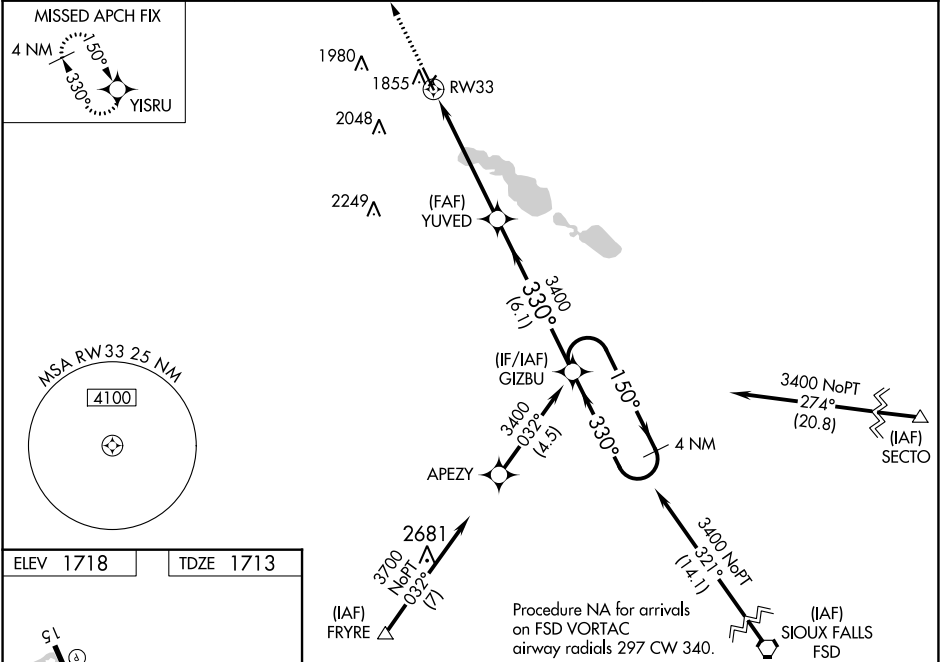 MISSED APCH FIX
4 NM
150°
330°
YISRU
1980
1855
RW33
2048
2249
(FAF)
YUVED
3400
330°
(6.1)
(IF/IAF)
GIZBU
150°
330°
4 NM
MSA RW33 25 NM
4100
3400 NoPT
274°
(20.8)
(IAF)
SECTO
3400
032°
(4.5)
APEZY
2681
3700
NoPT
032°
(7)
(IAF)
FRYRE
3400 NoPT
321°
(14.1)
(IAF)
SIOUX FALLS
FSD
Procedure NA for arrivals
on FSD VORTAC
airway radials 297 CW 340.
ELEV 1718
TDZE 1713
15
P